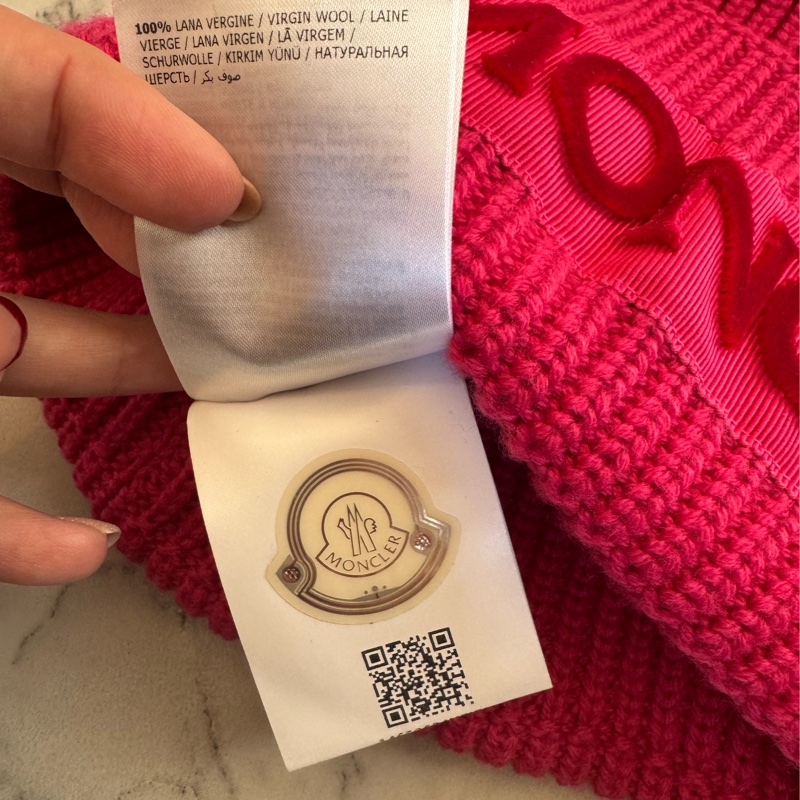 100% LANA VERGINE / VIRGIN WOOL / LAINE
VIERGE / LANA VIRGEN / LÃ VIRGEM /
SCHURWOLLE / KIRKIM YÜNÜ / НАТУРАЛЬНАЯ
ШЕРСТЬ / صوف بكر
MONC
MONCLER